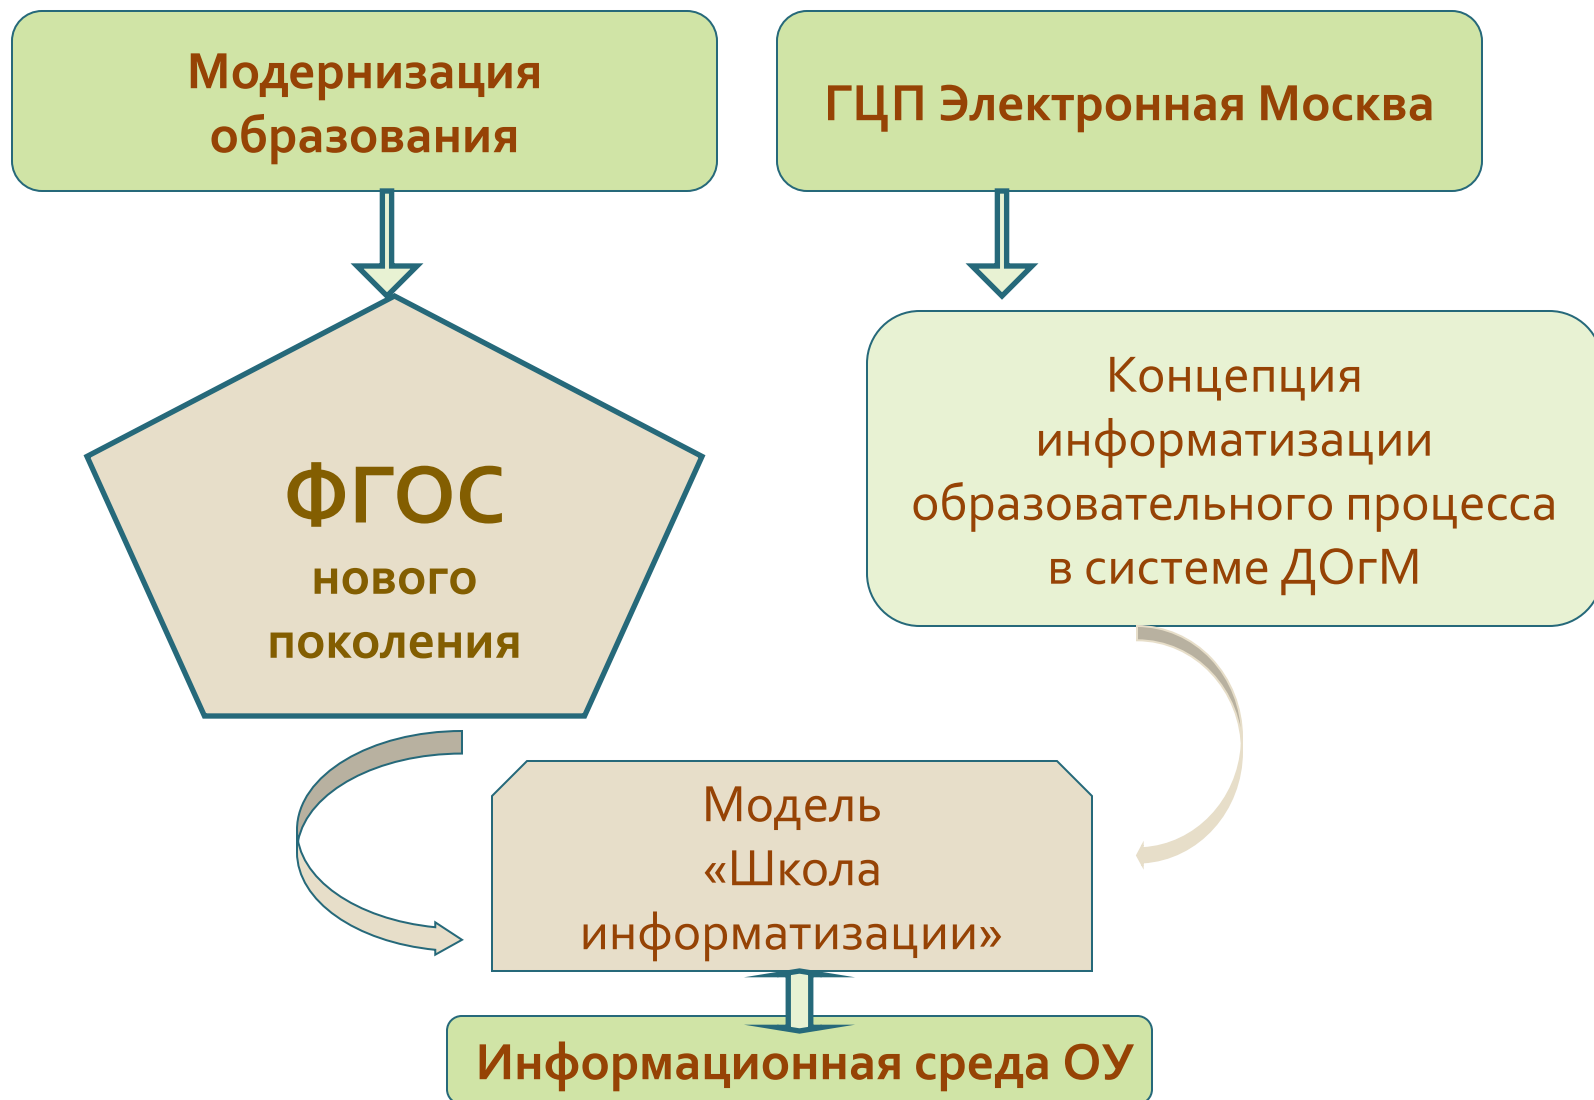 Модернизация
образования
ГЦП Электронная Москва
ФГОС
нового
поколения
Концепция
информатизации
образовательного процесса
в системе ДОгМ
Модель
«Школа
информатизации»
Информационная среда ОУ